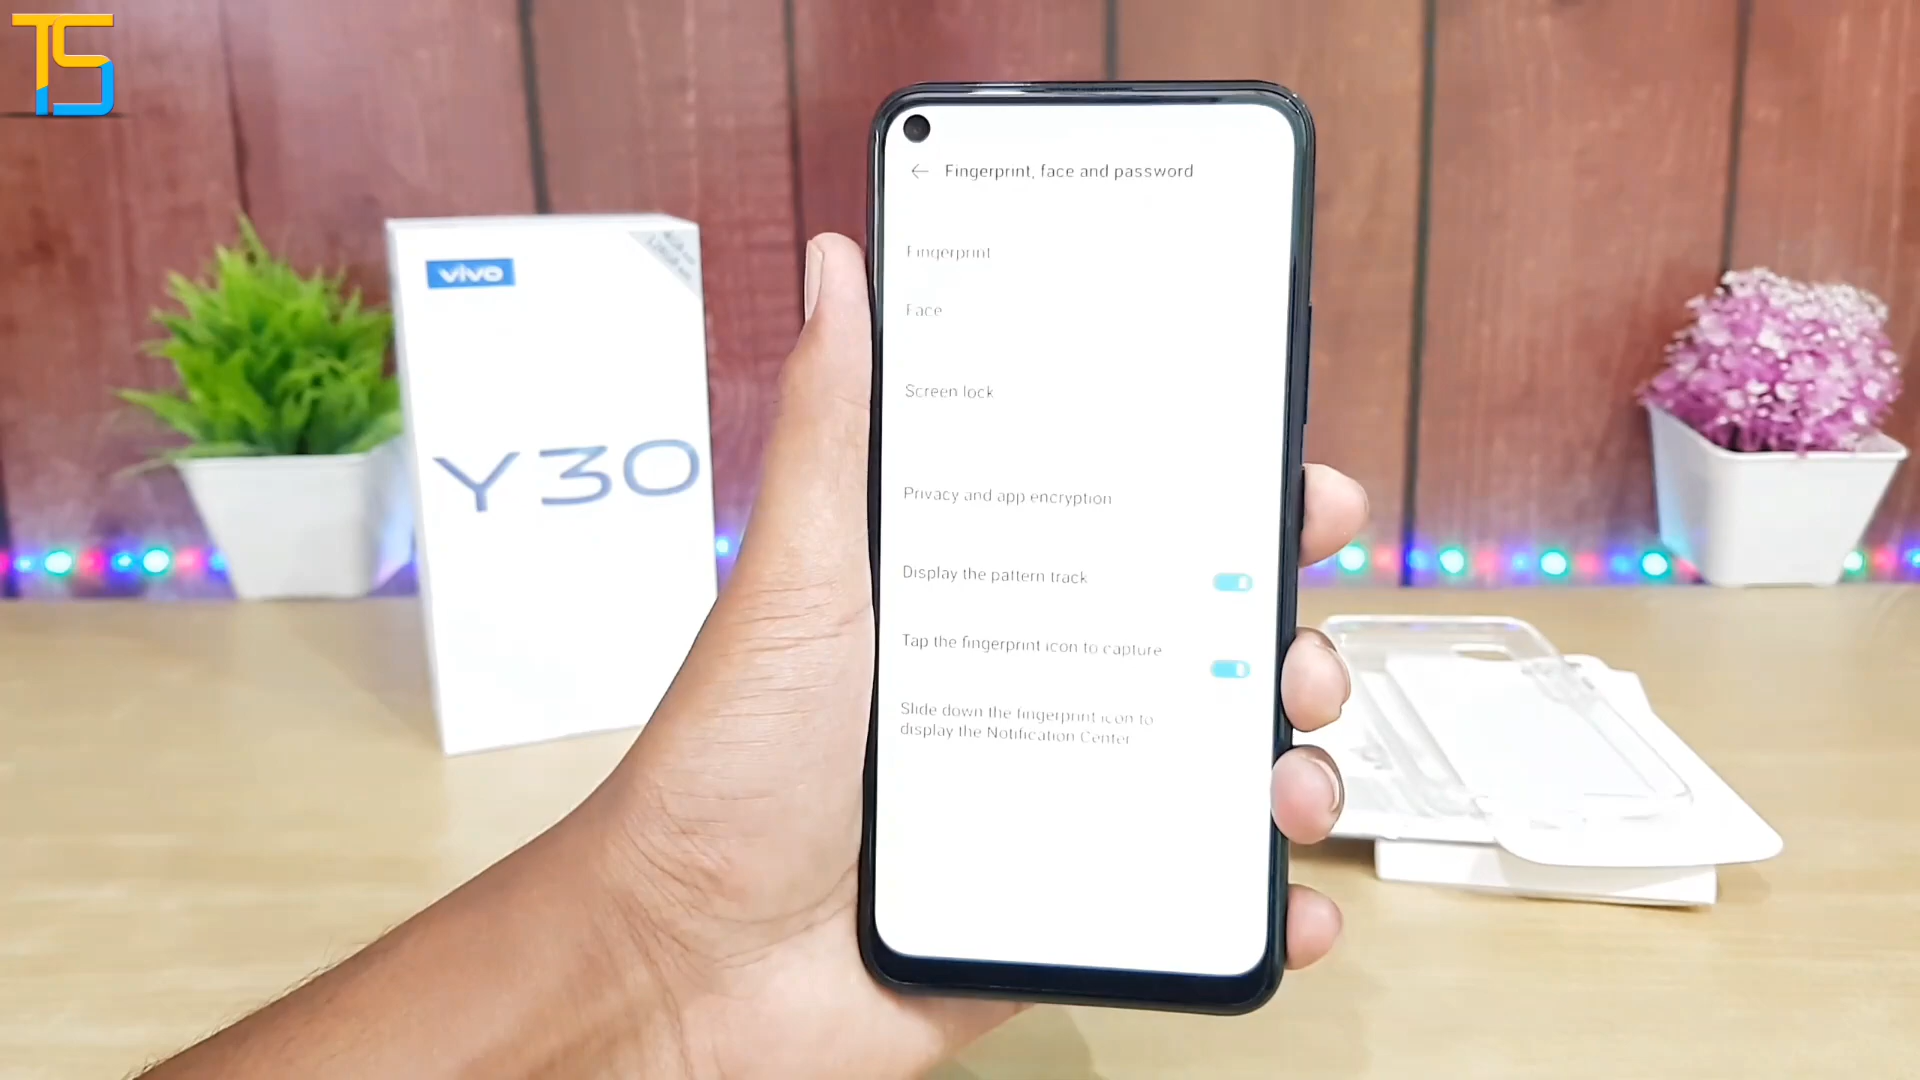 TS
vivo
Y30
Fingerprint, face and password
Fingerprint
Face
Screen lock
Privacy and app encryption
Display the pattern track
Tap the fingerprint icon to capture
Slide down the fingerprint icon to
display the Notification Center